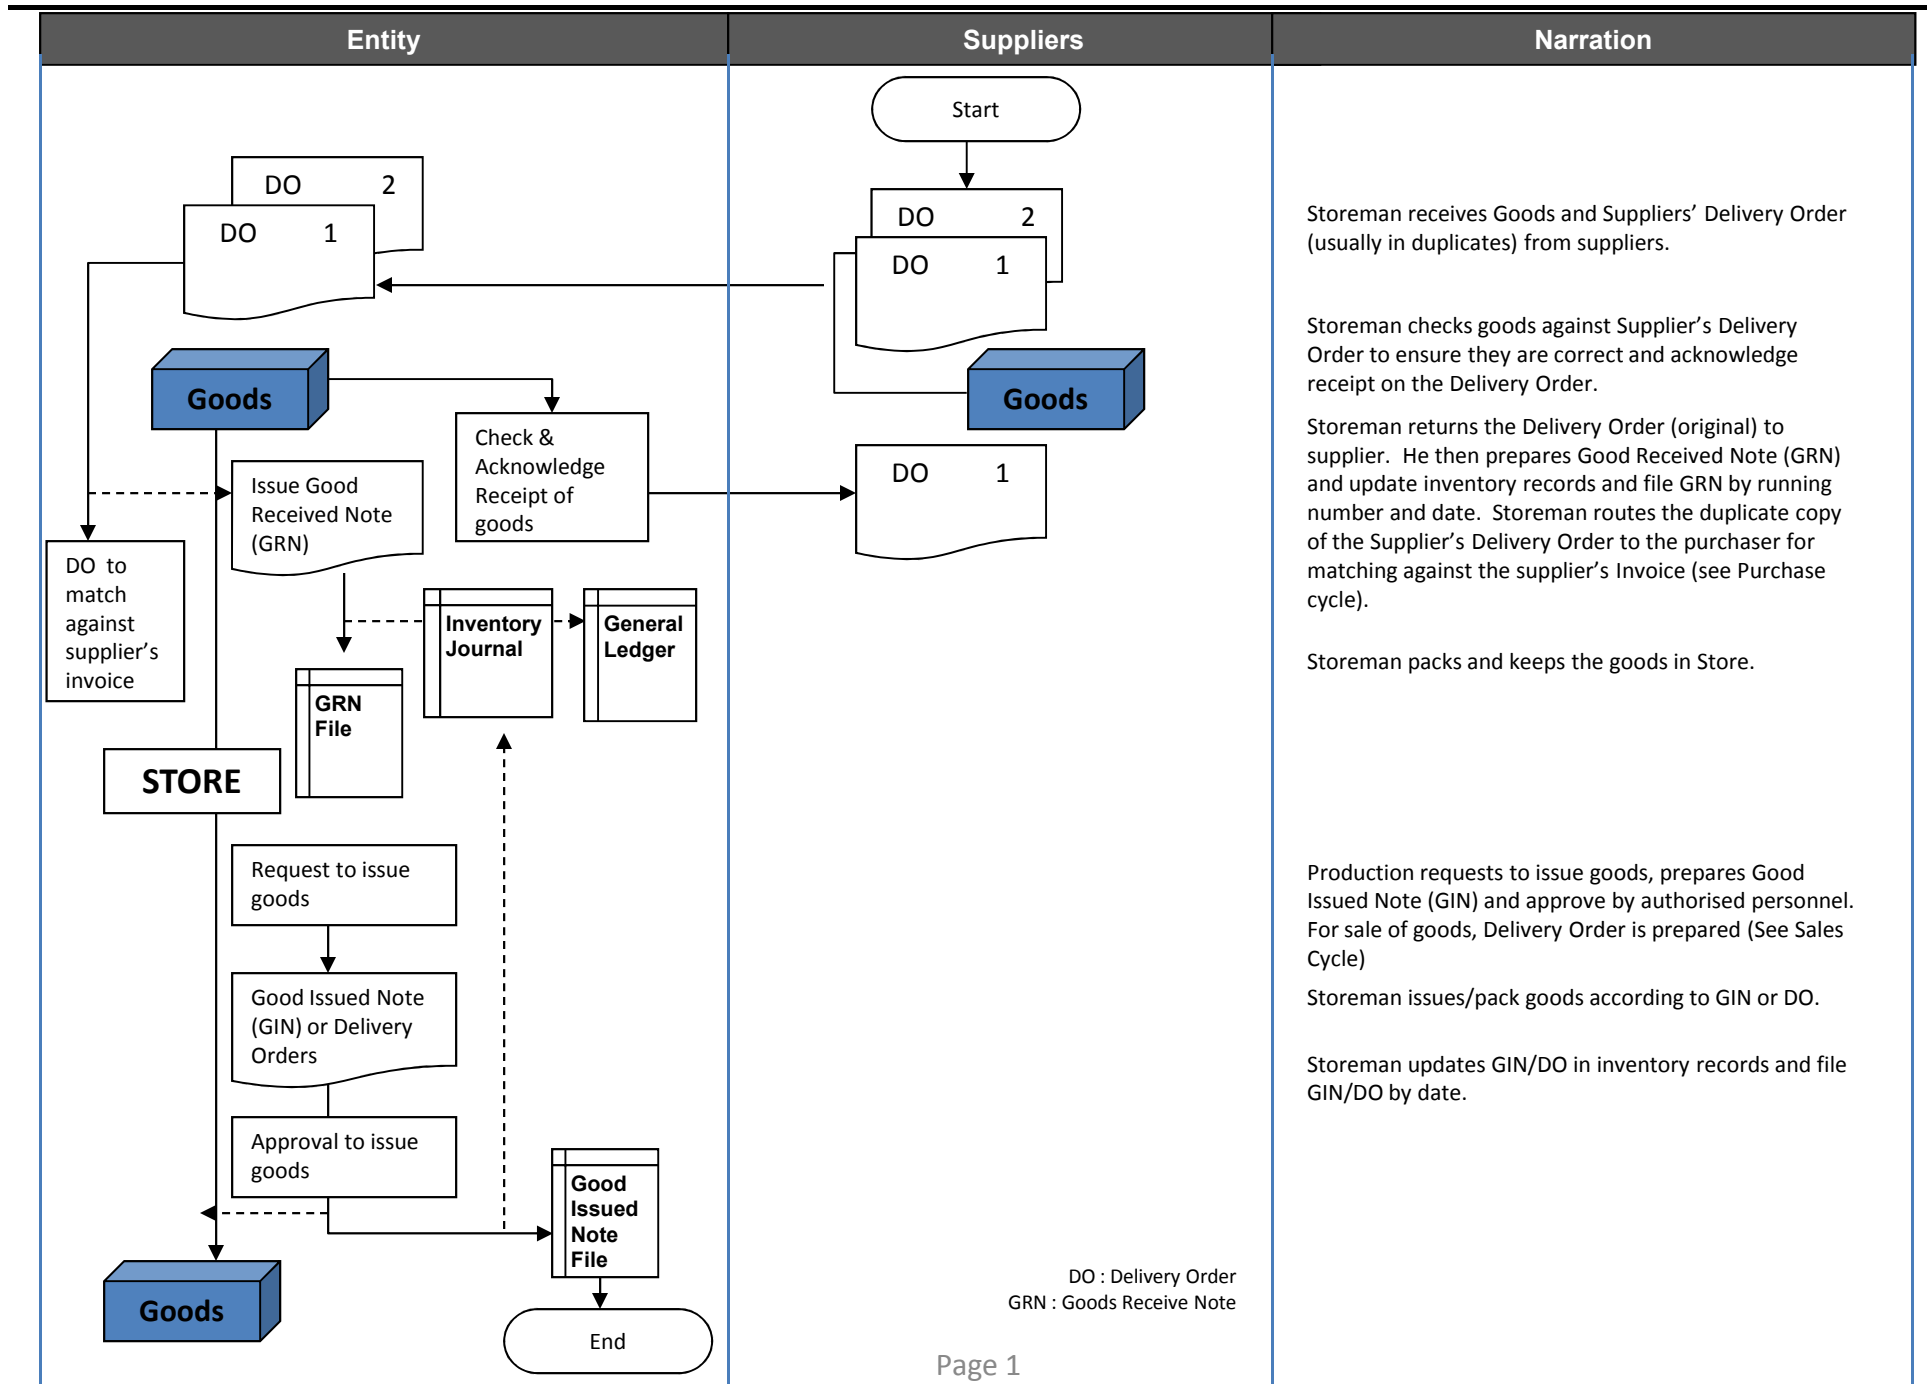 Entity
Suppliers
Narration
Start
DO 2
DO 1
DO 2
DO 1
Storeman receives Goods and Suppliers’ Delivery Order
(usually in duplicates) from suppliers.
Storeman checks goods against Supplier’s Delivery
Order to ensure they are correct and acknowledge
receipt on the Delivery Order.
Goods
Goods
Check &
Acknowledge
Receipt of
goods
DO 1
Storeman returns the Delivery Order (original) to
supplier. He then prepares Good Received Note (GRN)
and update inventory records and file GRN by running
number and date. Storeman routes the duplicate copy
of the Supplier’s Delivery Order to the purchaser for
matching against the supplier’s Invoice (see Purchase
cycle).
Issue Good
Received Note
(GRN)
DO to
match
against
supplier’s
invoice
Inventory
Journal
General
Ledger
Storeman packs and keeps the goods in Store.
GRN
File
STORE
Request to issue
goods
Production requests to issue goods, prepares Good
Issued Note (GIN) and approve by authorised personnel.
For sale of goods, Delivery Order is prepared (See Sales
Cycle)
Good Issued Note
(GIN) or Delivery
Orders
Storeman issues/pack goods according to GIN or DO.
Storeman updates GIN/DO in inventory records and file
GIN/DO by date.
Approval to issue
goods
Good
Issued
Note
File
Goods
DO : Delivery Order
GRN : Goods Receive Note
End
Page 1